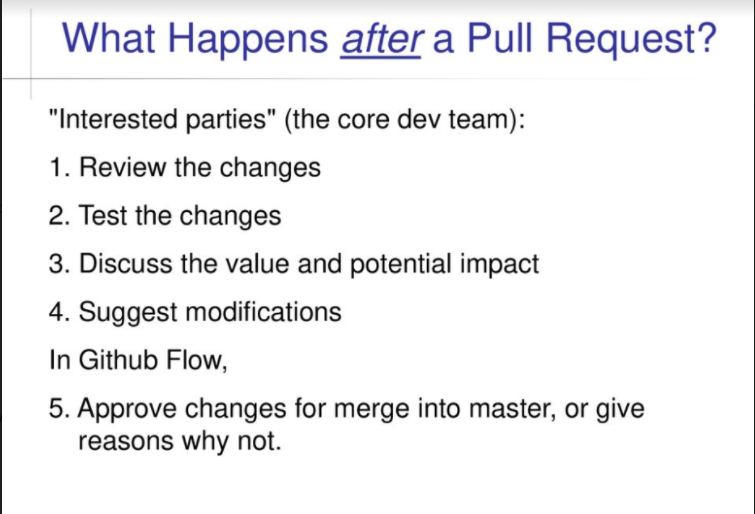 What Happens after a Pull Request?
"Interested parties" (the core dev team):
1. Review the changes
2. Test the changes
3. Discuss the value and potential impact
4. Suggest modifications
In Github Flow,
5. Approve changes for merge into master, or give
reasons why not.